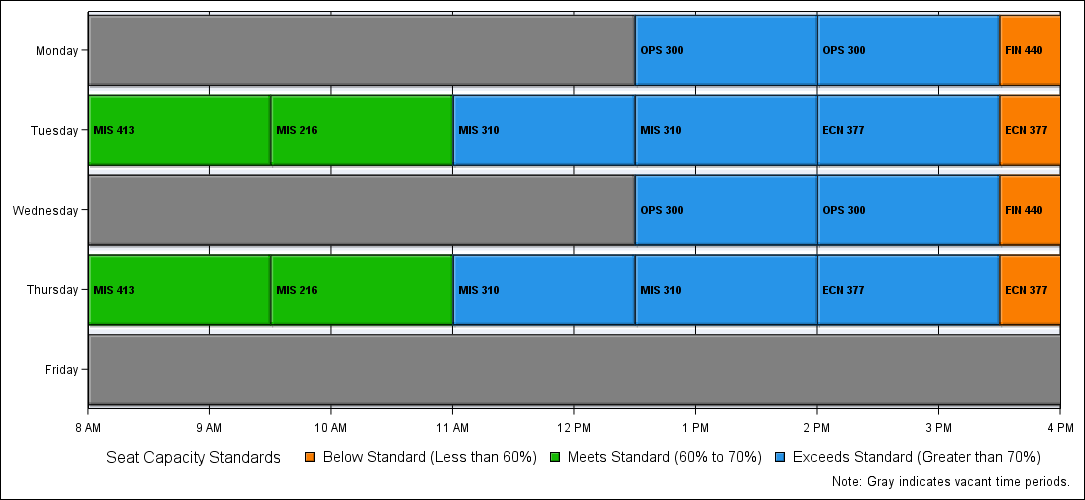 Monday
OPS 300 OPS 300 FIN 440
Tuesday
MIS 413 MIS 216 MIS 310 MIS 310 ECN 377 ECN 377
Wednesday
OPS 300 OPS 300 FIN 440
Thursday
MIS 413 MIS 216 MIS 310 MIS 310 ECN 377 ECN 377
Friday
8 AM 9 AM 10 AM 11 AM 12 PM 1 PM 2 PM 3 PM 4 PM
Seat Capacity Standards Below Standard (Less than 60%) Meets Standard (60% to 70%) Exceeds Standard (Greater than 70%)
Note: Gray indicates vacant time periods.